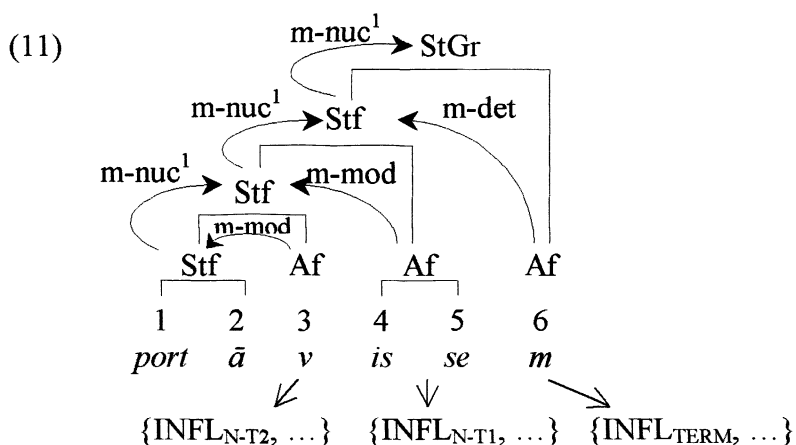 (11)
m-nuc¹ StGr
m-nuc¹ Stf m-det
m-nuc¹ Stf m-mod
m-mod
Stf Af Af Af
1 2 3 4 5 6
port ā v is se m
{INFL_N-T2, …} {INFL_N-T1, …} {INFL_TERM, …}